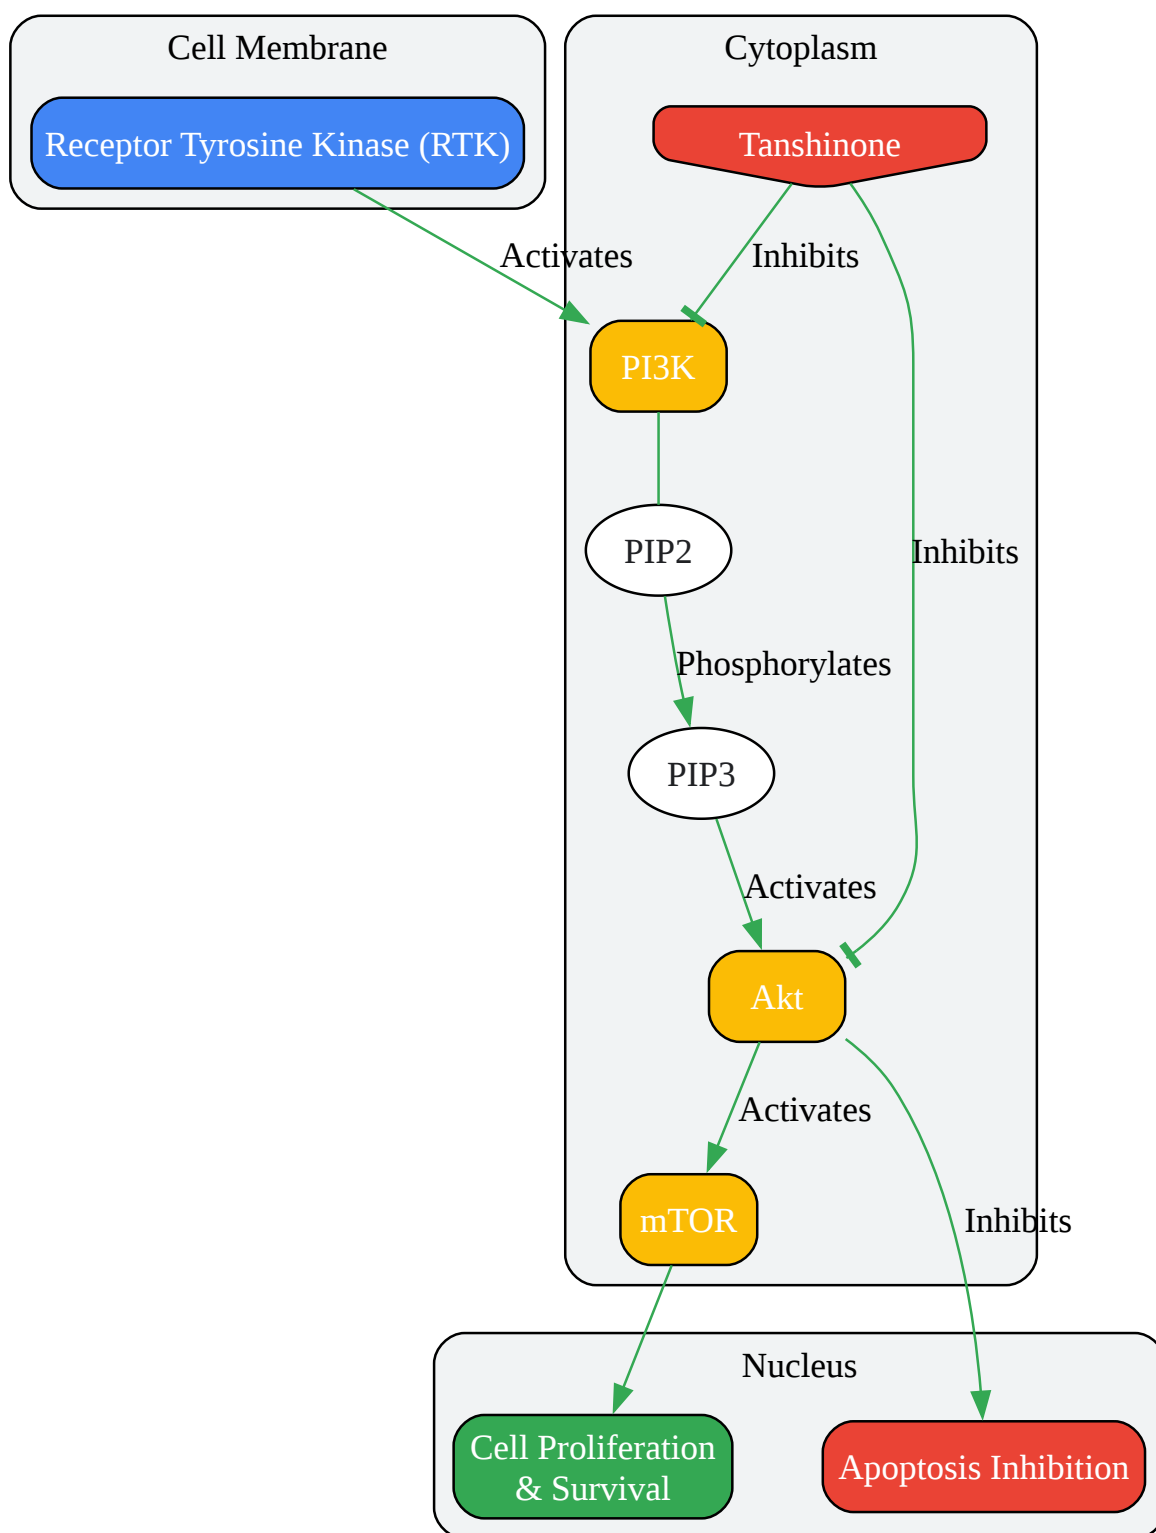 Cell Membrane
Cytoplasm
Receptor Tyrosine Kinase (RTK)
Tanshinone
Activates
Inhibits
PI3K
PIP2
Inhibits
Phosphorylates
PIP3
Activates
Akt
Activates
mTOR
Inhibits
Nucleus
Cell Proliferation
& Survival
Apoptosis Inhibition